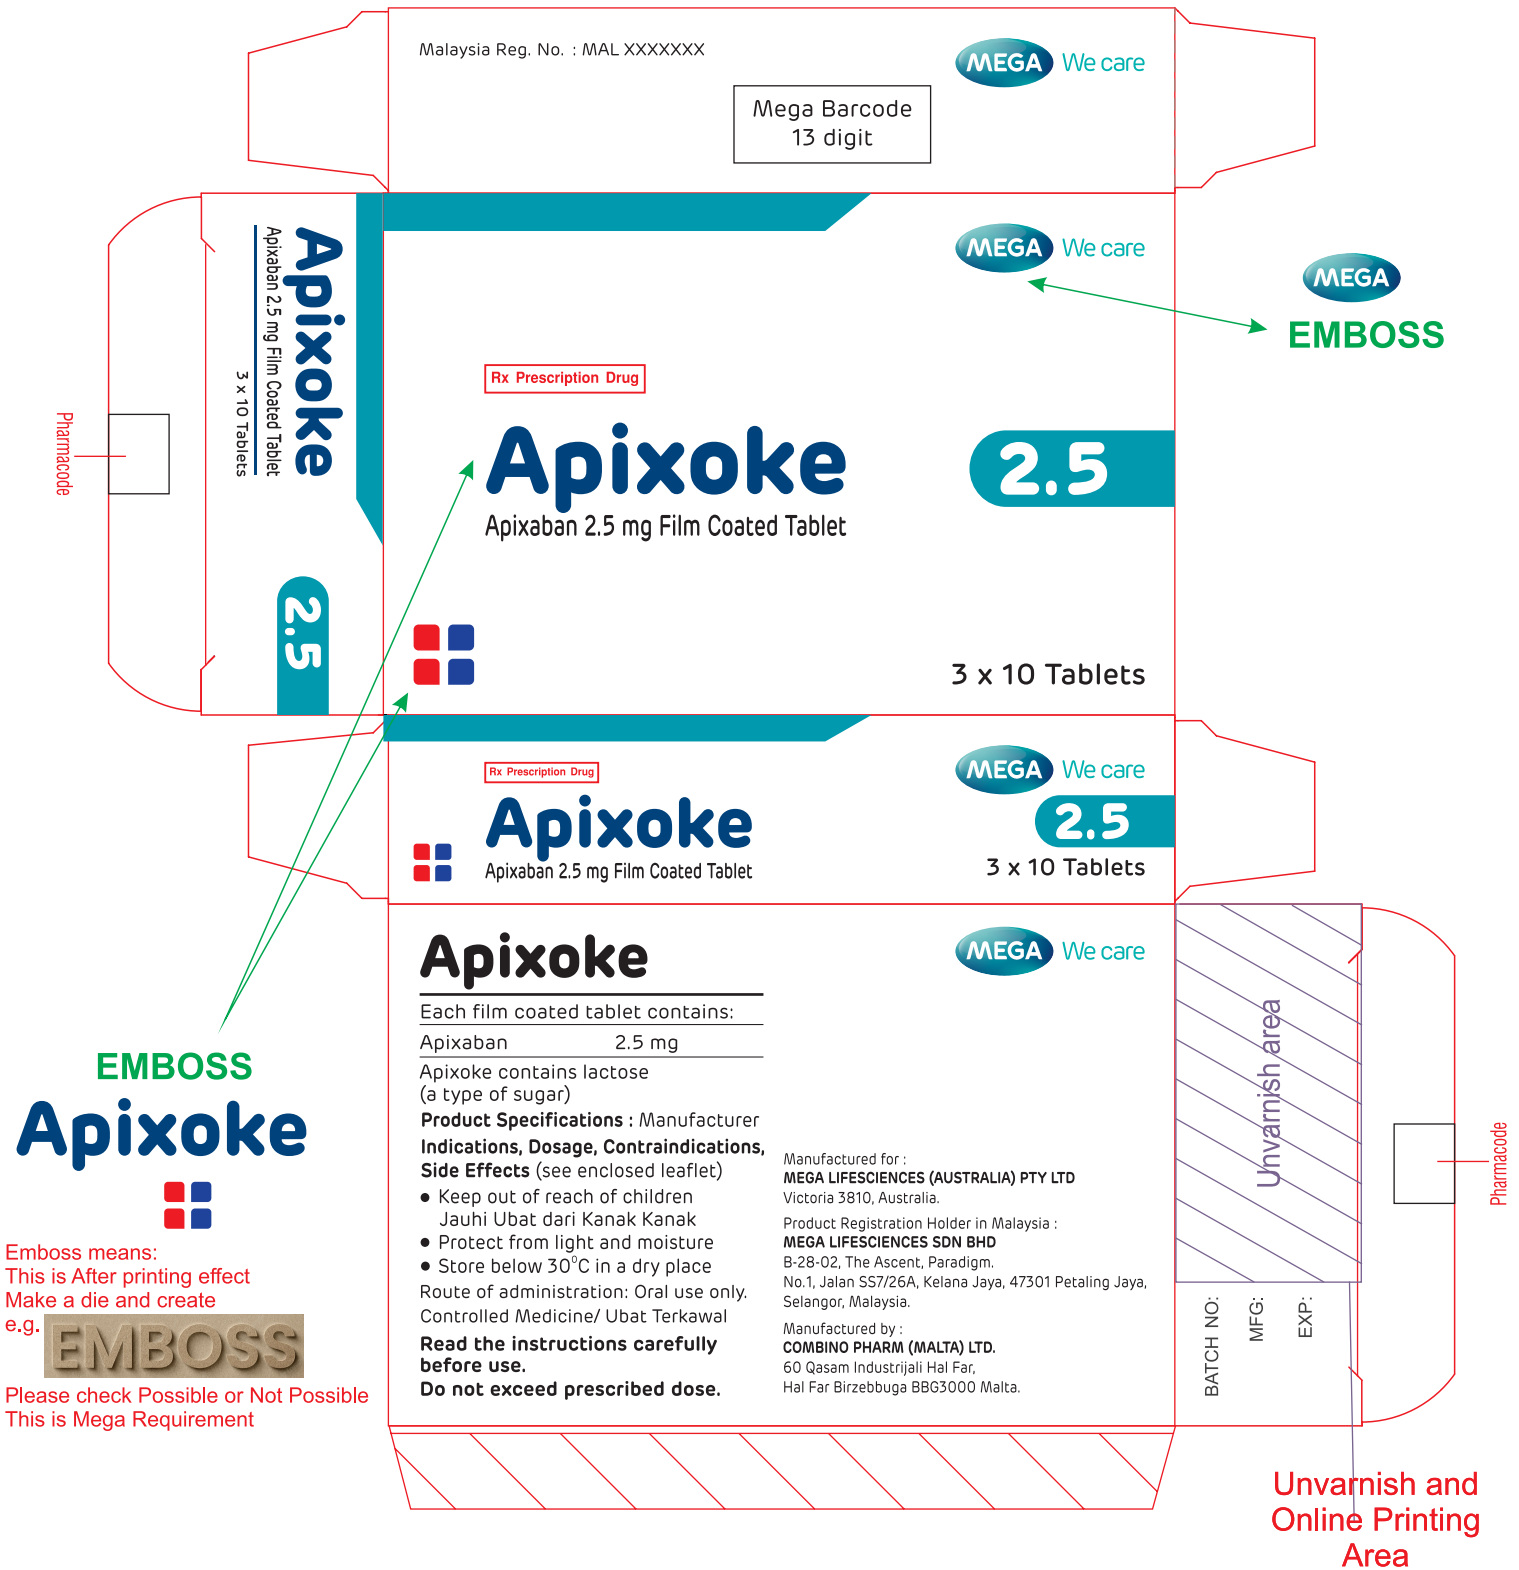 Malaysia Reg. No. : MAL XXXXXXX
MEGA We care
Mega Barcode
13 digit
Apixoke
Apixaban 2.5 mg Film Coated Tablet
3 x 10 Tablets
2.5
Pharmacode
MEGA We care
MEGA
EMBOSS
Rx Prescription Drug
Apixoke
Apixaban 2.5 mg Film Coated Tablet
2.5
3 x 10 Tablets
Rx Prescription Drug
Apixoke
Apixaban 2.5 mg Film Coated Tablet
MEGA We care
2.5
3 x 10 Tablets
Apixoke
Each film coated tablet contains:
Apixaban 2.5 mg
Apixoke contains lactose
(a type of sugar)
Product Specifications : Manufacturer
Indications, Dosage, Contraindications,
Side Effects (see enclosed leaflet)
● Keep out of reach of children
Jauhi Ubat dari Kanak Kanak
● Protect from light and moisture
● Store below 30⁰C in a dry place
Route of administration: Oral use only.
Controlled Medicine/ Ubat Terkawal
Read the instructions carefully
before use.
Do not exceed prescribed dose.
MEGA We care
Manufactured for :
MEGA LIFESCIENCES (AUSTRALIA) PTY LTD
Victoria 3810, Australia.
Product Registration Holder in Malaysia :
MEGA LIFESCIENCES SDN BHD
B-28-02, The Ascent, Paradigm.
No.1, Jalan SS7/26A, Kelana Jaya, 47301 Petaling Jaya,
Selangor, Malaysia.
Manufactured by :
COMBINO PHARM (MALTA) LTD.
60 Qasam Industrijali Hal Far,
Hal Far Birzebbuga BBG3000 Malta.
Unvarnish area
BATCH NO:
MFG:
EXP:
Pharmacode
Unvarnish and
Online Printing
Area
EMBOSS
Apixoke
Emboss means:
This is After printing effect
Make a die and create
e.g. EMBOSS
Please check Possible or Not Possible
This is Mega Requirement